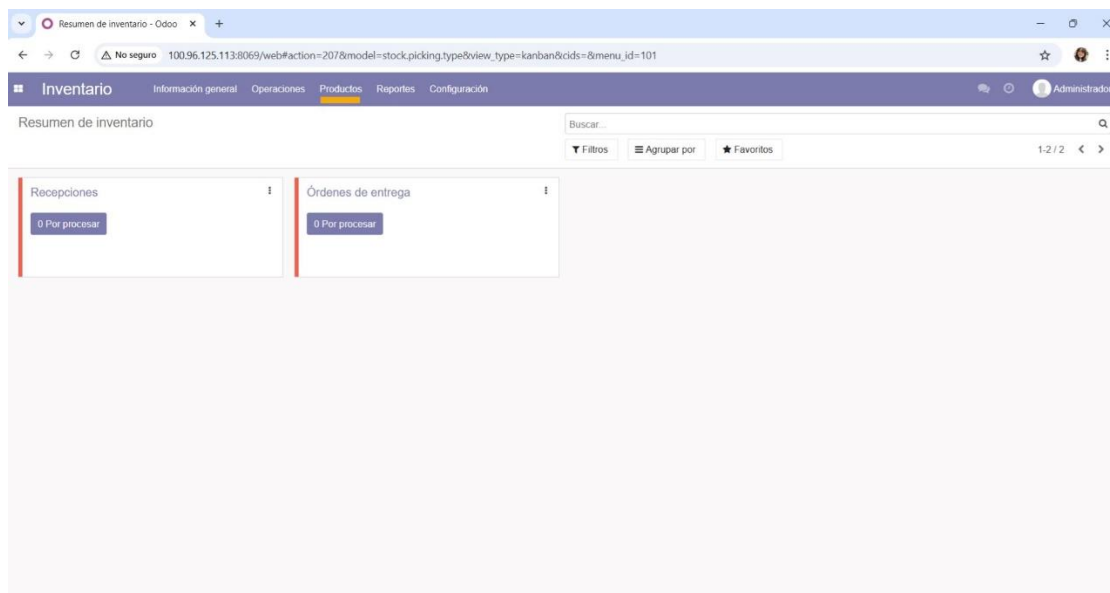 Resumen de inventario - Odoo
No seguro 100.96.125.113:8069/web#action=207&model=stock.picking.type&view_type=kanban&cids=&menu_id=101
Inventario Información general Operaciones Productos Reportes Configuración Administrador
Resumen de inventario
Buscar...
Filtros Agrupar por Favoritos 1-2 / 2
Recepciones Órdenes de entrega
0 Por procesar 0 Por procesar